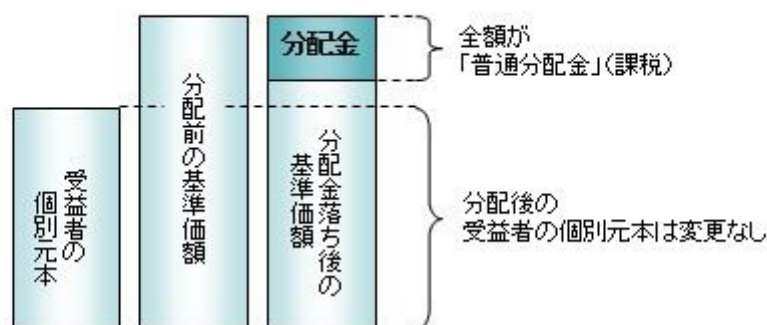 受益者の
個別元本
分配前の基準価額
分配金
分配金落ち後の
基準価額
全額が
「普通分配金」(課税)
分配後の
受益者の個別元本は変更なし